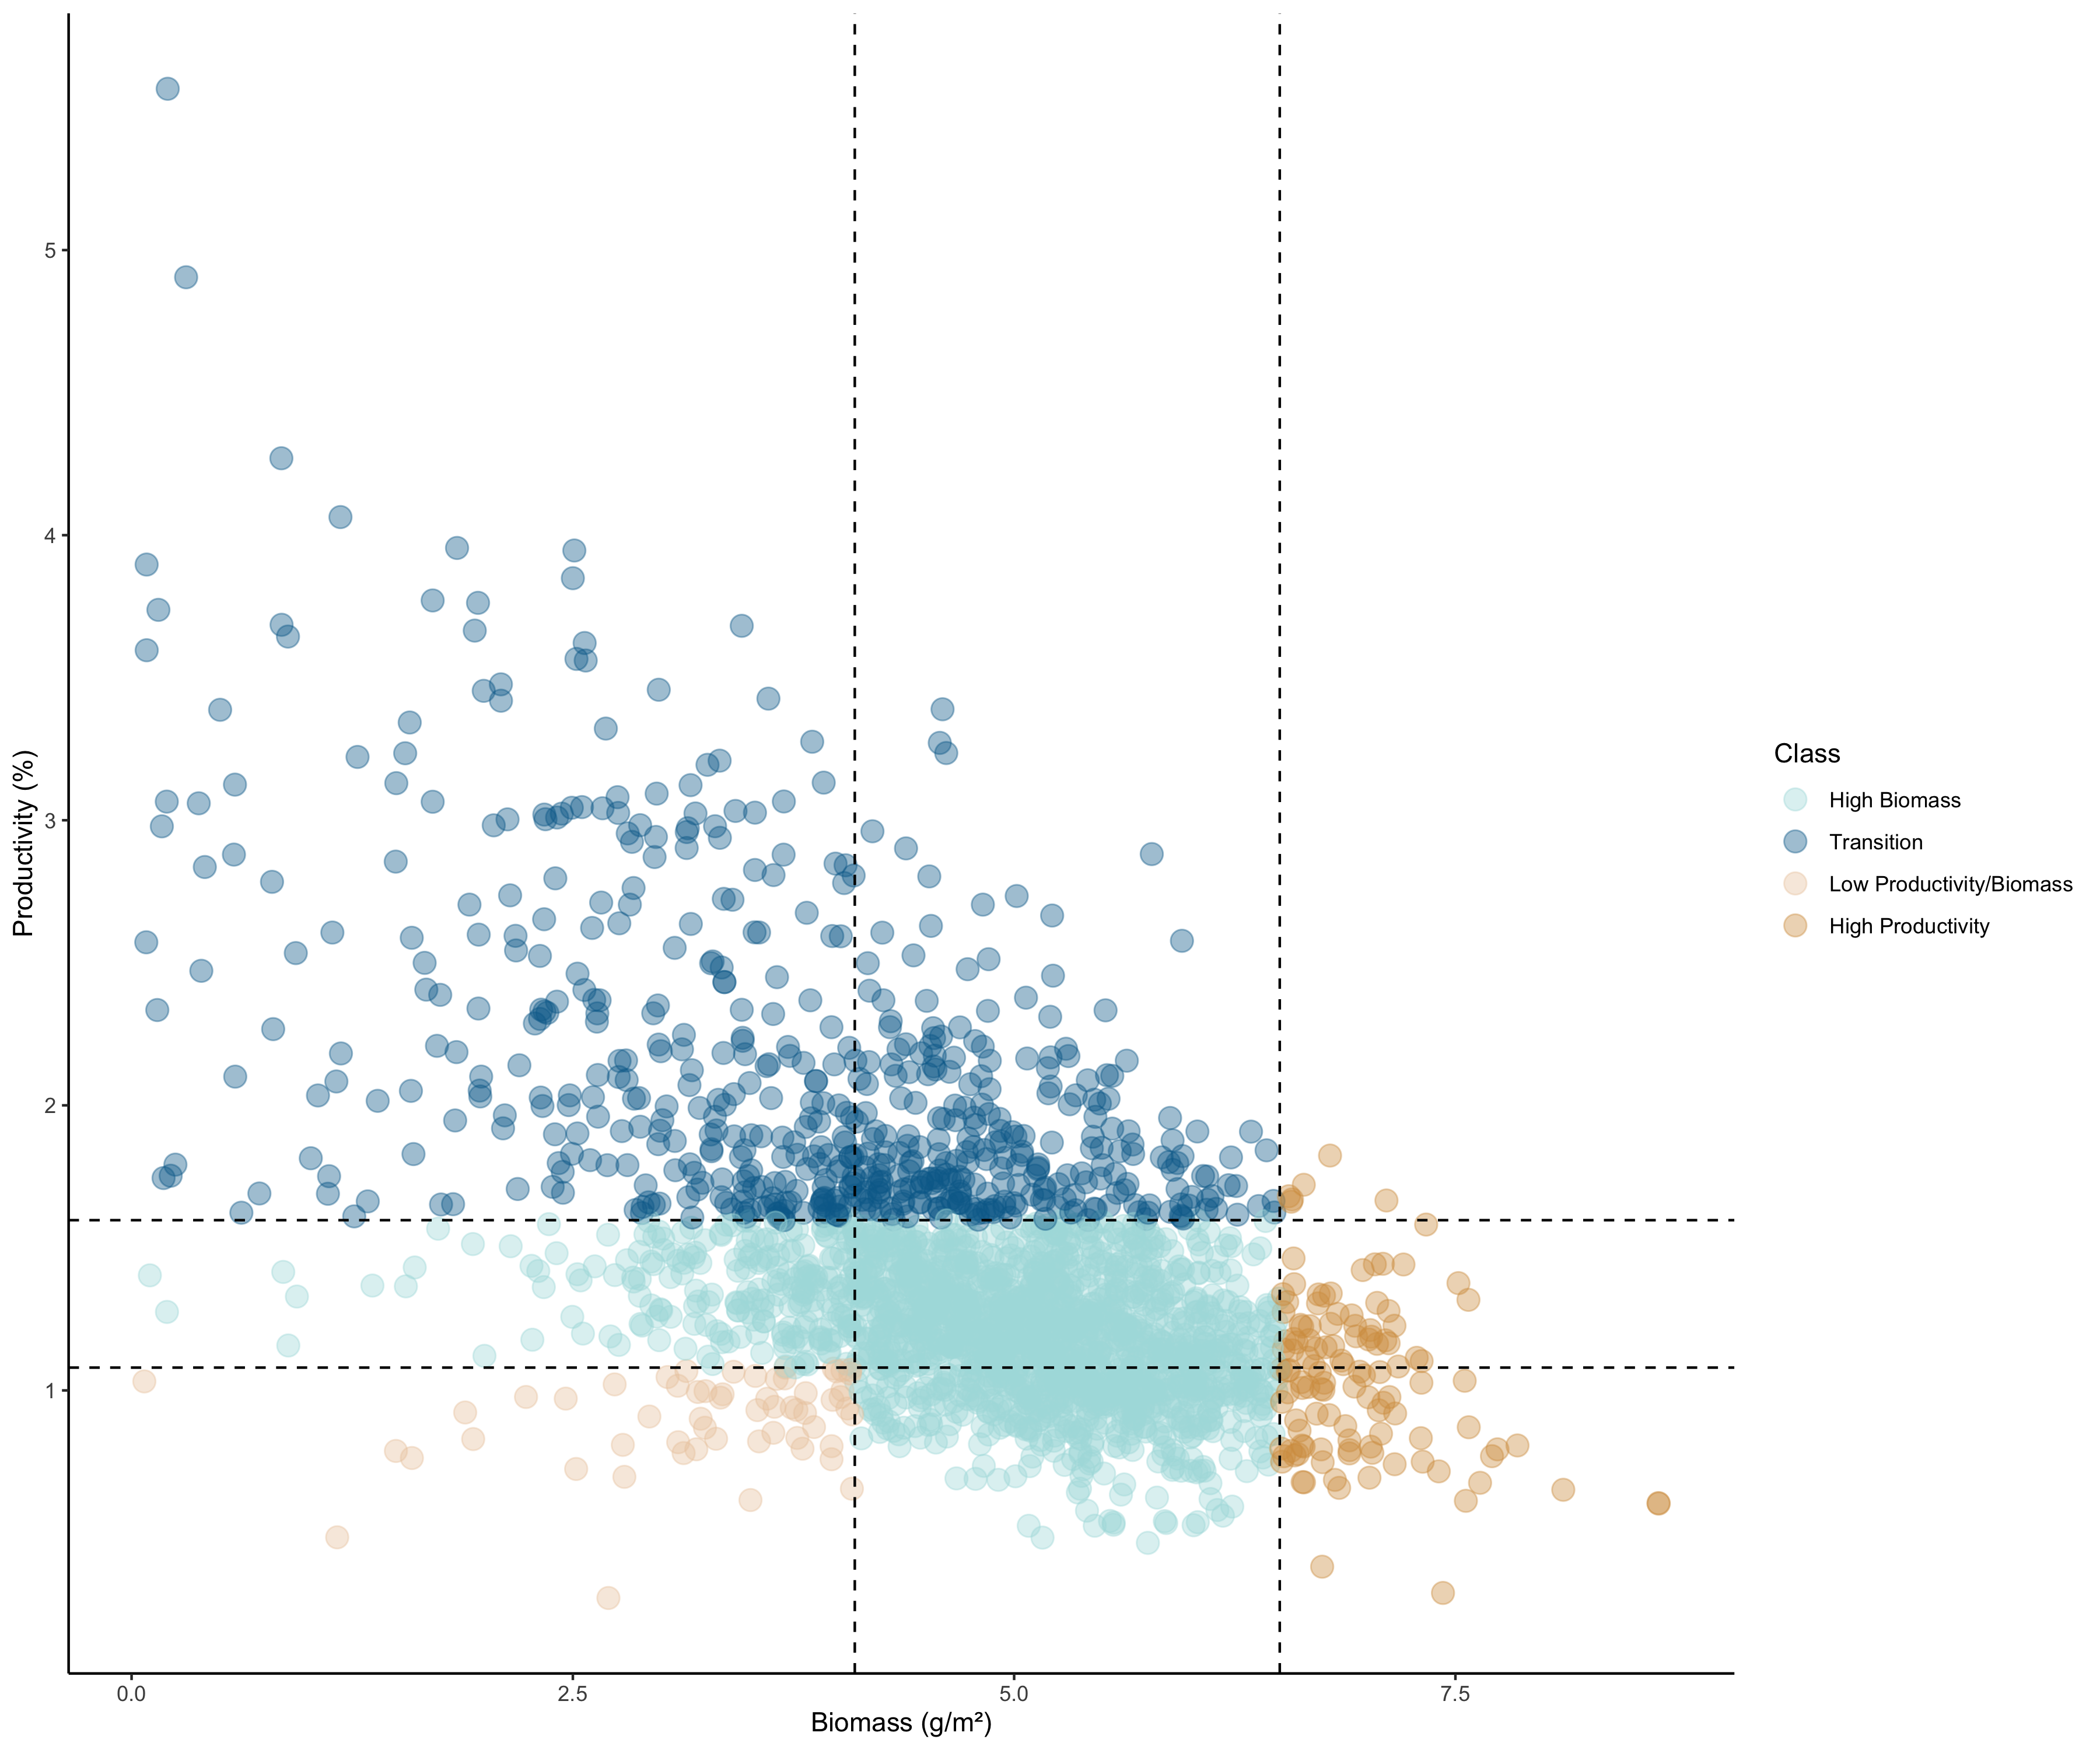 5
4
3
2
1
Productivity (%)
0.0
2.5
5.0
7.5
Biomass (g/m²)
Class
High Biomass
Transition
Low Productivity/Biomass
High Productivity